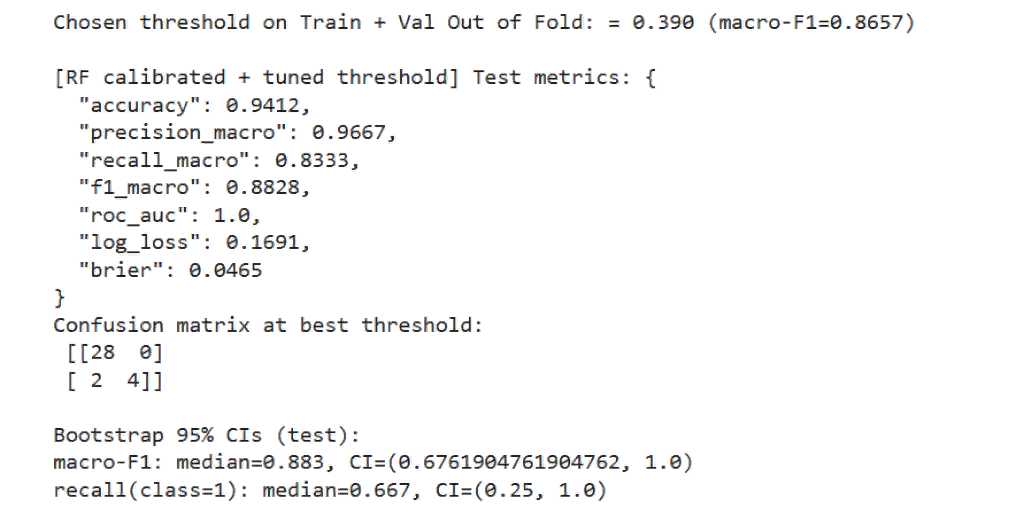 Chosen threshold on Train + Val Out of Fold: = 0.390 (macro-F1=0.8657)
[RF calibrated + tuned threshold] Test metrics: {
"accuracy": 0.9412,
"precision_macro": 0.9667,
"recall_macro": 0.8333,
"f1_macro": 0.8828,
"roc_auc": 1.0,
"log_loss": 0.1691,
"brier": 0.0465
}
Confusion matrix at best threshold:
[[28  0]
[ 2  4]]
Bootstrap 95% CIs (test):
macro-F1: median=0.883, CI=(0.6761904761904762, 1.0)
recall(class=1): median=0.667, CI=(0.25, 1.0)